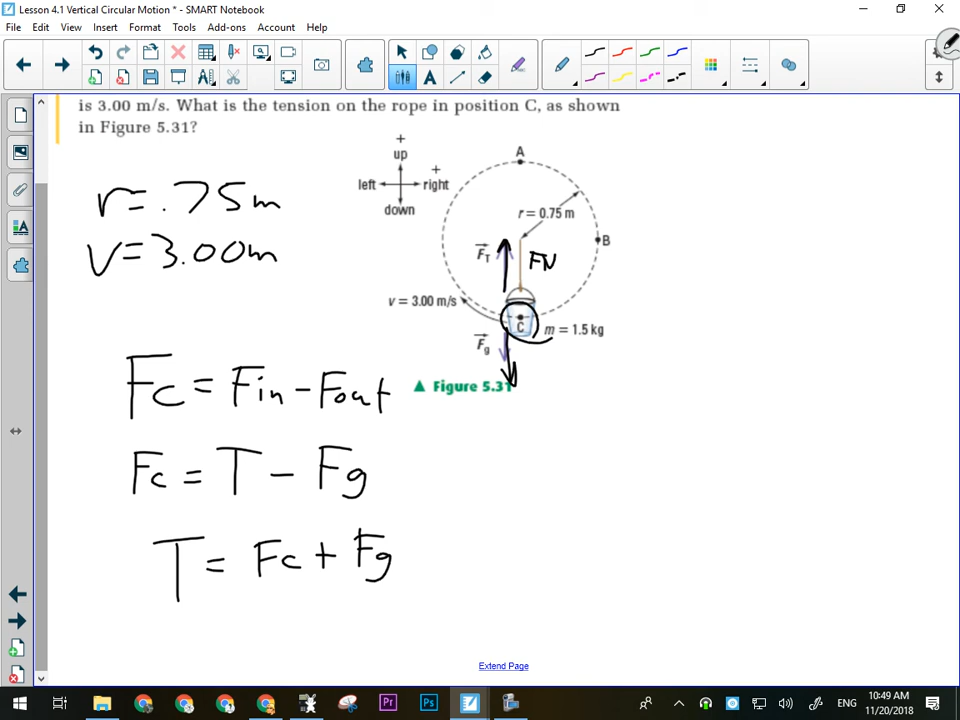 Lesson 4.1 Vertical Circular Motion * - SMART Notebook
File Edit View Insert Format Tools Add-ons Account Help
is 3.00 m/s. What is the tension on the rope in position C, as shown
in Figure 5.31?
+
up
+
left right
down
A
r = 0.75 m
B
FT
FN
v = 3.00 m/s
C
m = 1.5 kg
Fg
▲ Figure 5.31
r= .75m
v= 3.00m
Fc = Fin - Fout
Fc = T - Fg
T = Fc + Fg
Extend Page
Pr Ps
ENG
10:49 AM
11/20/2018